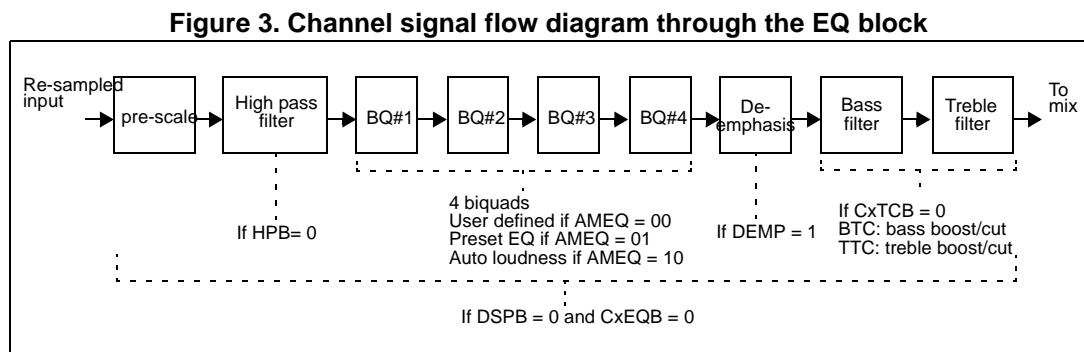 Figure 3. Channel signal flow diagram through the EQ block
Re-sampled
input
pre-scale
High pass
filter
BQ#1
BQ#2
BQ#3
BQ#4
De-
emphasis
Bass
filter
Treble
filter
To
mix
If HPB= 0
4 biquads
User defined if AMEQ = 00
Preset EQ if AMEQ = 01
Auto loudness if AMEQ = 10
If DEMP = 1
If CxTCB = 0
BTC: bass boost/cut
TTC: treble boost/cut
If DSPB = 0 and CxEQB = 0